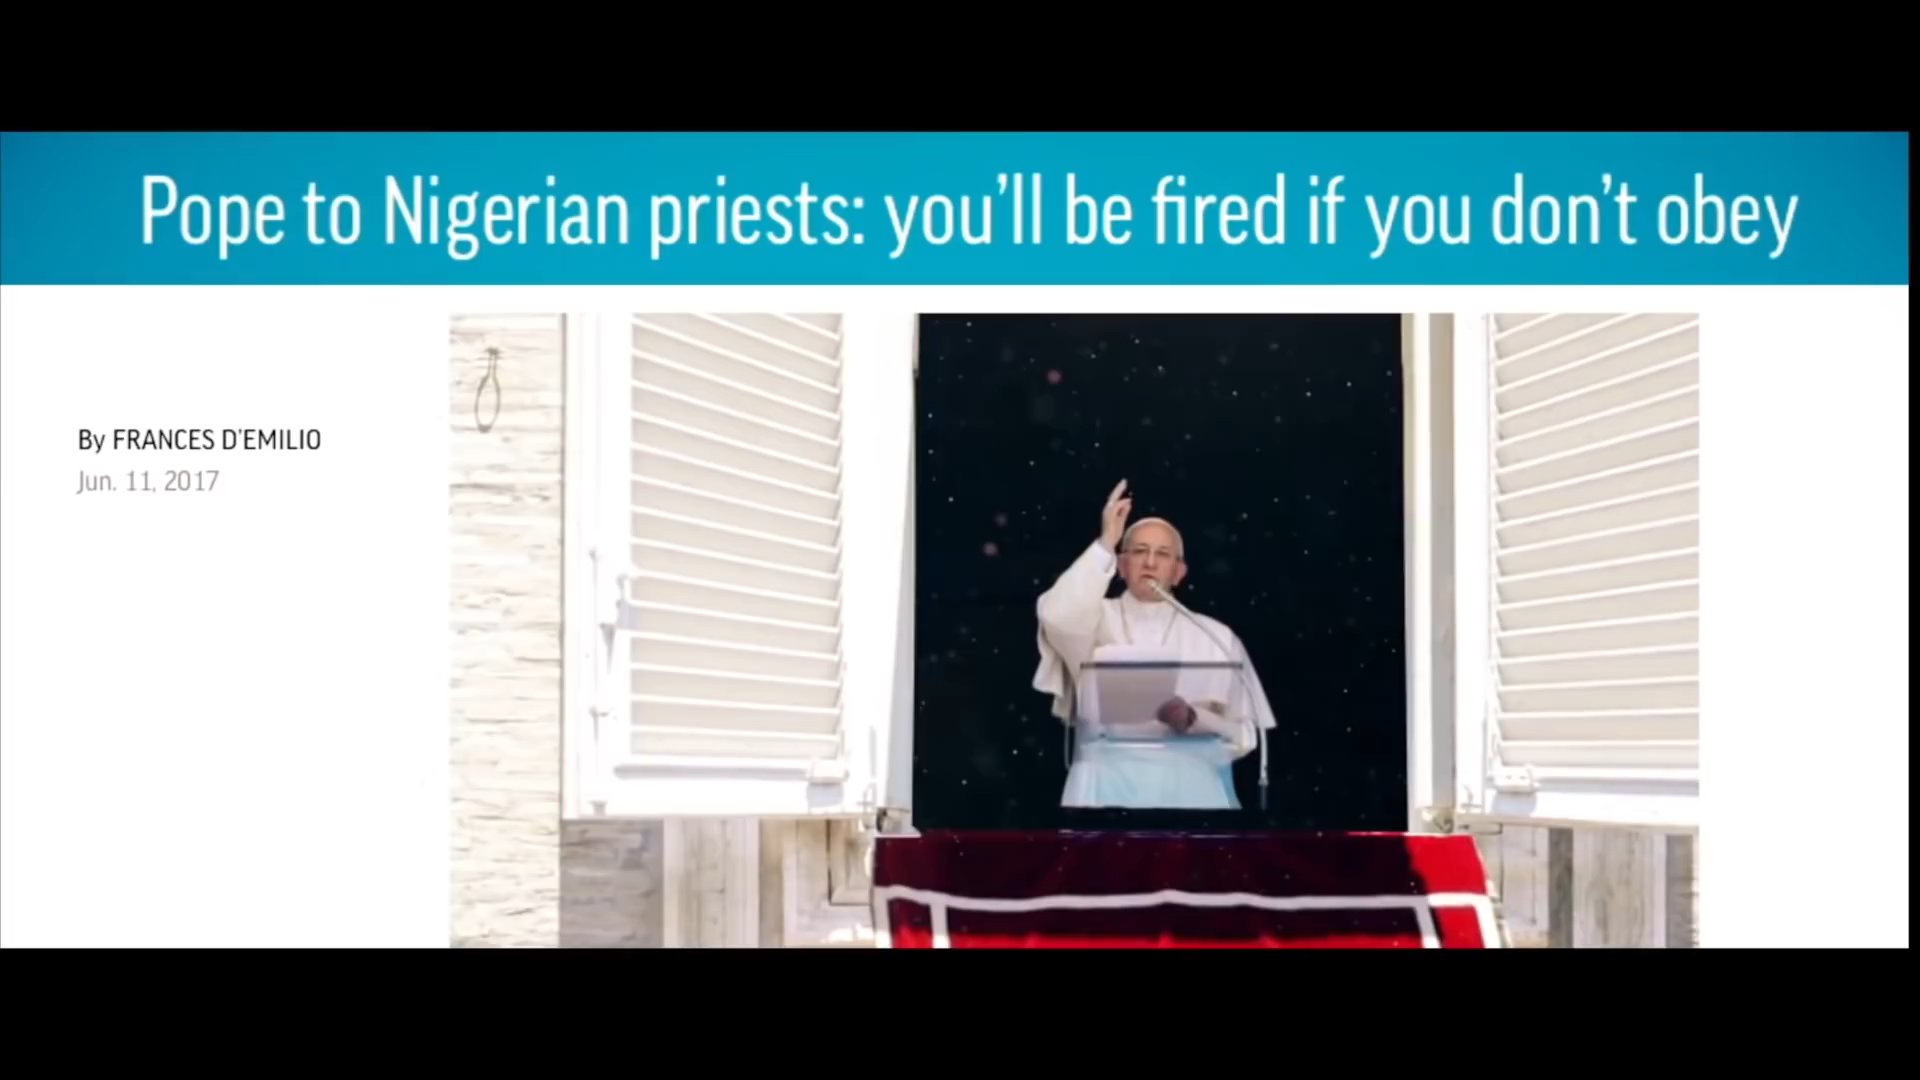 Pope to Nigerian priests: you'll be fired if you don't obey
By FRANCES D'EMILIO
Jun. 11, 2017